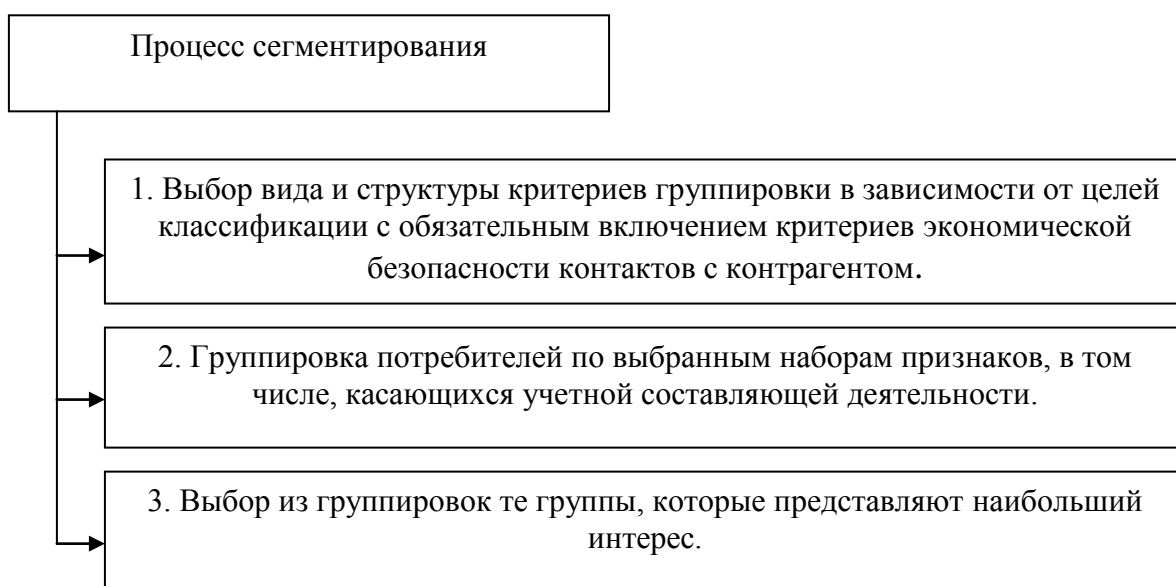 Процесс сегментирования
1. Выбор вида и структуры критериев группировки в зависимости от целей
классификации с обязательным включением критериев экономической
безопасности контактов с контрагентом.
2. Группировка потребителей по выбранным наборам признаков, в том
числе, касающихся учетной составляющей деятельности.
3. Выбор из группировок те группы, которые представляют наибольший
интерес.